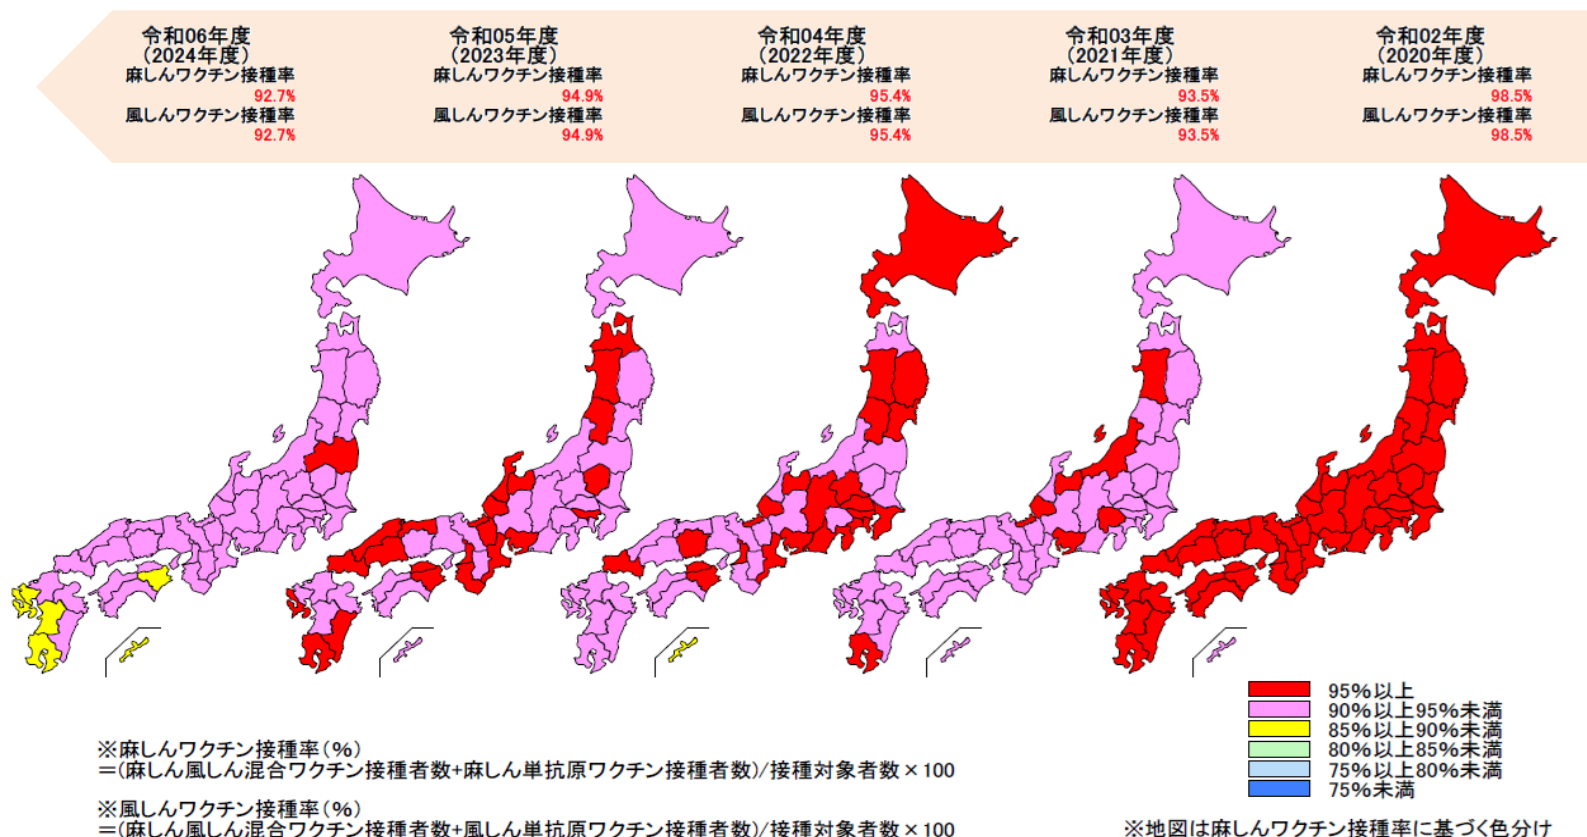 令和06年度
(2024年度)
麻しんワクチン接種率
92.7%
風しんワクチン接種率
92.7%
令和05年度
(2023年度)
麻しんワクチン接種率
94.9%
風しんワクチン接種率
94.9%
令和04年度
(2022年度)
麻しんワクチン接種率
95.4%
風しんワクチン接種率
95.4%
令和03年度
(2021年度)
麻しんワクチン接種率
93.5%
風しんワクチン接種率
93.5%
令和02年度
(2020年度)
麻しんワクチン接種率
98.5%
風しんワクチン接種率
98.5%
95%以上
90%以上95%未満
85%以上90%未満
80%以上85%未満
75%以上80%未満
75%未満
※麻しんワクチン接種率(%)
=(麻しん風しん混合ワクチン接種者数+麻しん単抗原ワクチン接種者数)/接種対象者数×100
※風しんワクチン接種率(%)
=(麻しん風しん混合ワクチン接種者数+風しん単抗原ワクチン接種者数)/接種対象者数×100
※地図は麻しんワクチン接種率に基づく色分け